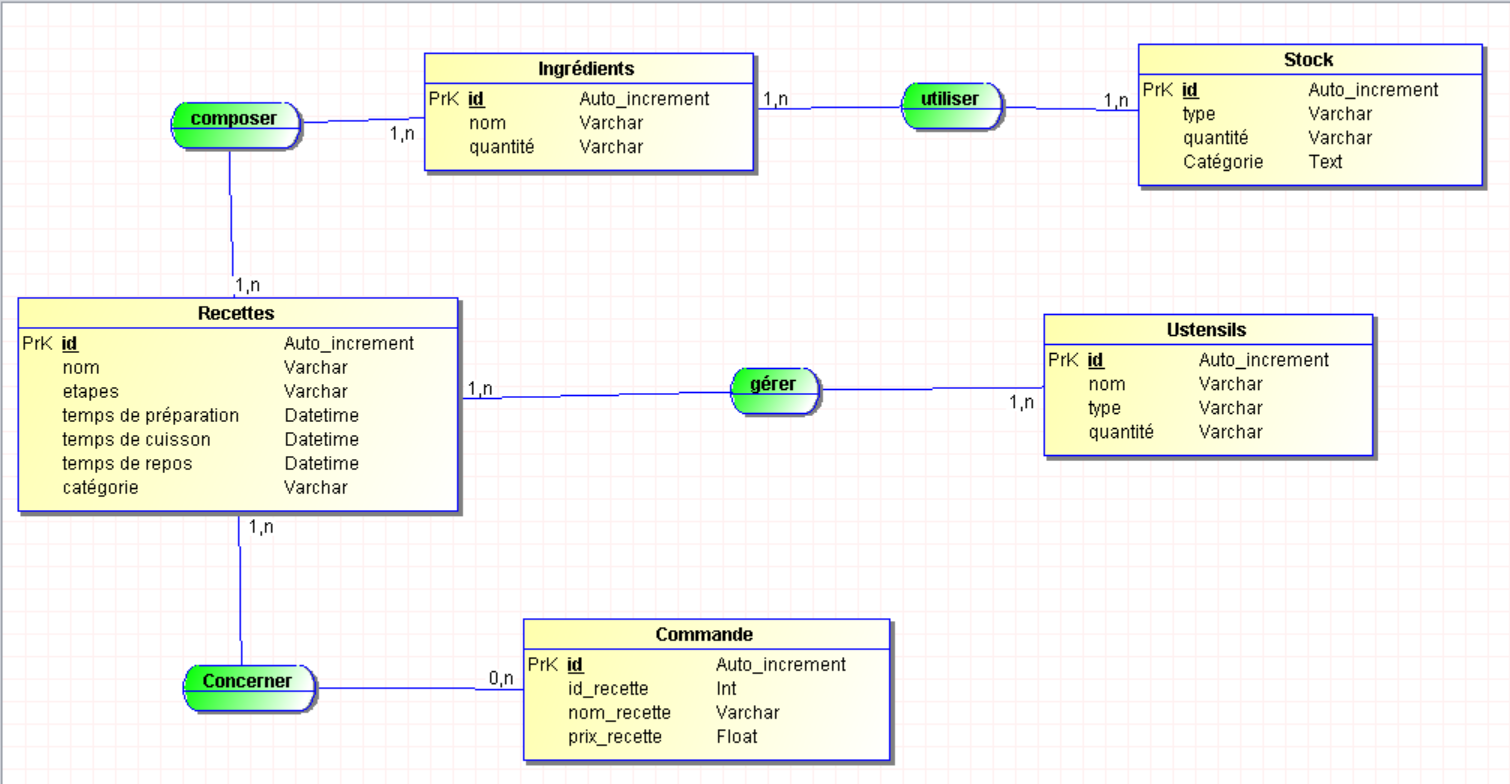 Ingrédients
PrK id Auto_increment
nom Varchar
quantité Varchar
1,n
utiliser
1,n
Stock
PrK id Auto_increment
type Varchar
quantité Varchar
Catégorie Text
composer
1,n
1,n
Recettes
PrK id Auto_increment
nom Varchar
etapes Varchar
temps de préparation Datetime
temps de cuisson Datetime
temps de repos Datetime
catégorie Varchar
1,n
gérer
1,n
Ustensils
PrK id Auto_increment
nom Varchar
type Varchar
quantité Varchar
1,n
Concerner
0,n
Commande
PrK id Auto_increment
id_recette Int
nom_recette Varchar
prix_recette Float